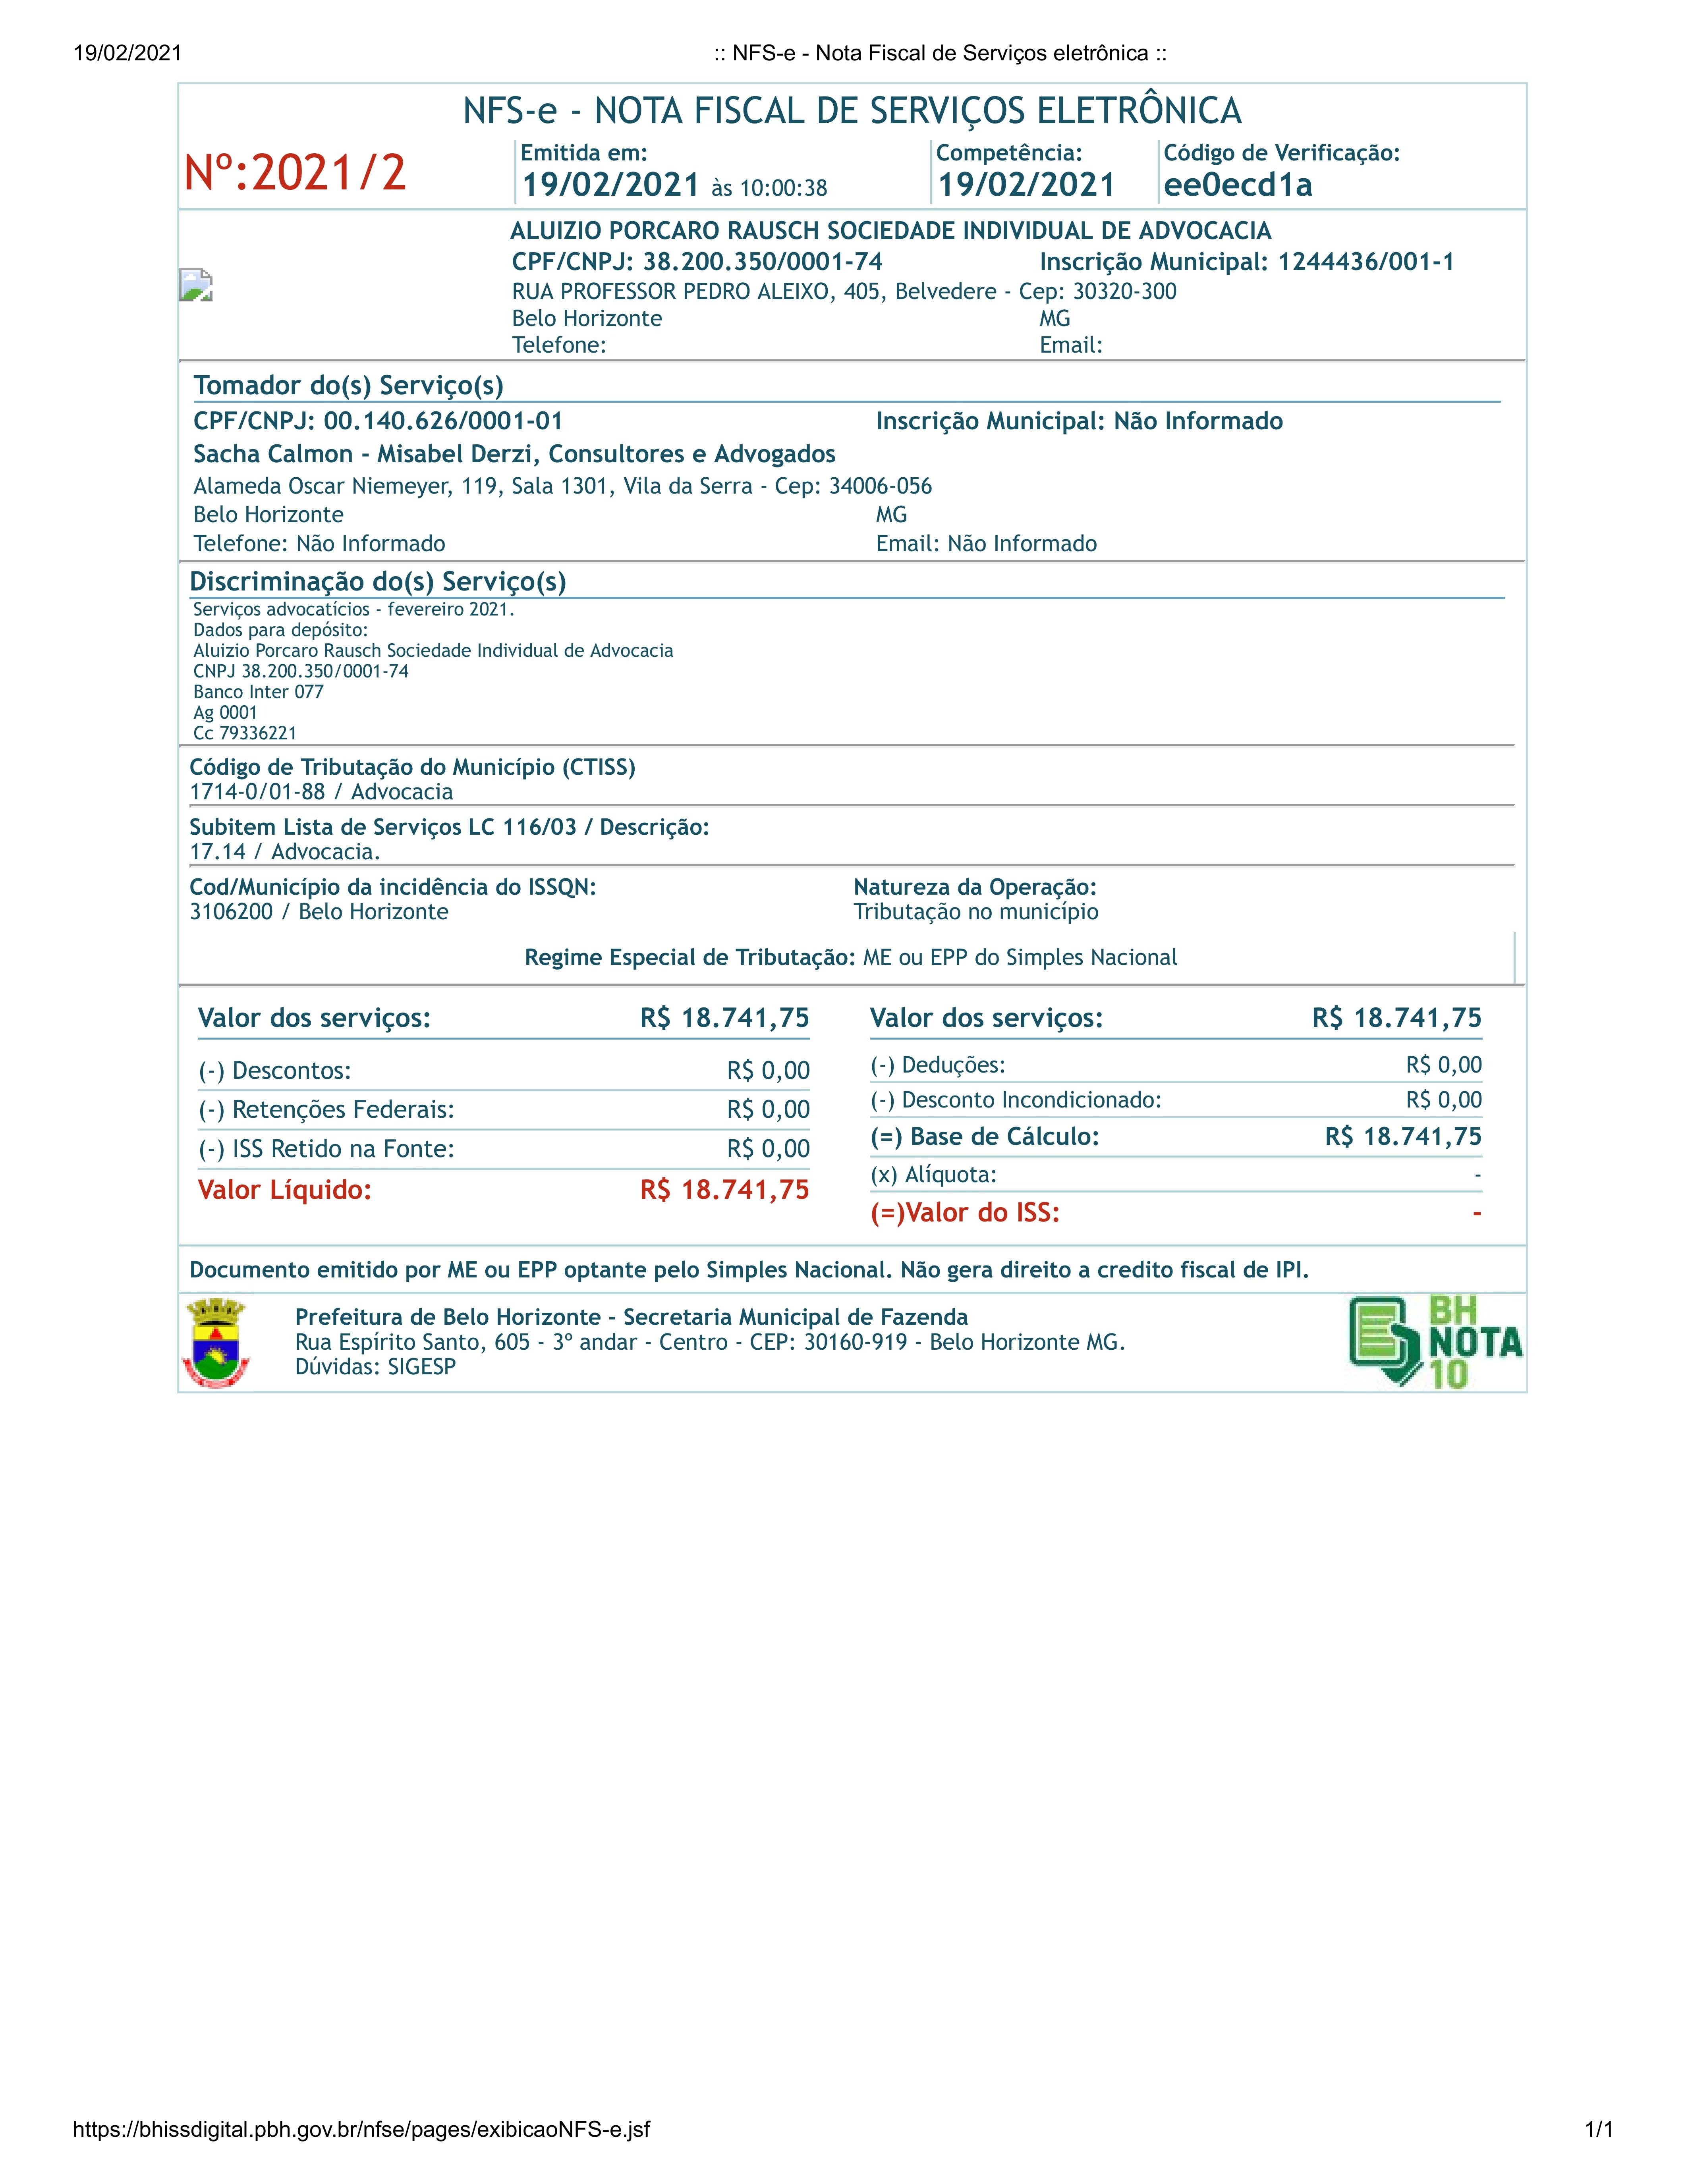 19/02/2021 :: NFS-e - Nota Fiscal de Serviços eletrônica ::
NFS-e - NOTA FISCAL DE SERVIÇOS ELETRÔNICA
Nº:2021/2
Emitida em: Competência: Código de Verificação:
19/02/2021 às 10:00:38 19/02/2021 ee0ecd1a
ALUIZIO PORCARO RAUSCH SOCIEDADE INDIVIDUAL DE ADVOCACIA
CPF/CNPJ: 38.200.350/0001-74 Inscrição Municipal: 1244436/001-1
RUA PROFESSOR PEDRO ALEIXO, 405, Belvedere - Cep: 30320-300
Belo Horizonte MG
Telefone: Email:
Tomador do(s) Serviço(s)
CPF/CNPJ: 00.140.626/0001-01 Inscrição Municipal: Não Informado
Sacha Calmon - Misabel Derzi, Consultores e Advogados
Alameda Oscar Niemeyer, 119, Sala 1301, Vila da Serra - Cep: 34006-056
Belo Horizonte MG
Telefone: Não Informado Email: Não Informado
Discriminação do(s) Serviço(s)
Serviços advocatícios - fevereiro 2021.
Dados para depósito:
Aluizio Porcaro Rausch Sociedade Individual de Advocacia
CNPJ 38.200.350/0001-74
Banco Inter 077
Ag 0001
Cc 79336221
Código de Tributação do Município (CTISS)
1714-0/01-88 / Advocacia
Subitem Lista de Serviços LC 116/03 / Descrição:
17.14 / Advocacia.
Cod/Município da incidência do ISSQN: Natureza da Operação:
3106200 / Belo Horizonte Tributação no município
Regime Especial de Tributação: ME ou EPP do Simples Nacional
Valor dos serviços: R$ 18.741,75
(-) Descontos: R$ 0,00
(-) Retenções Federais: R$ 0,00
(-) ISS Retido na Fonte: R$ 0,00
Valor Líquido: R$ 18.741,75
Valor dos serviços: R$ 18.741,75
(-) Deduções: R$ 0,00
(-) Desconto Incondicionado: R$ 0,00
(=) Base de Cálculo: R$ 18.741,75
(x) Alíquota: -
(=)Valor do ISS: -
Documento emitido por ME ou EPP optante pelo Simples Nacional. Não gera direito a credito fiscal de IPI.
Prefeitura de Belo Horizonte - Secretaria Municipal de Fazenda
Rua Espírito Santo, 605 - 3º andar - Centro - CEP: 30160-919 - Belo Horizonte MG.
Dúvidas: SIGESP
BH
NOTA
10
https://bhissdigital.pbh.gov.br/nfse/pages/exibicaoNFS-e.jsf 1/1